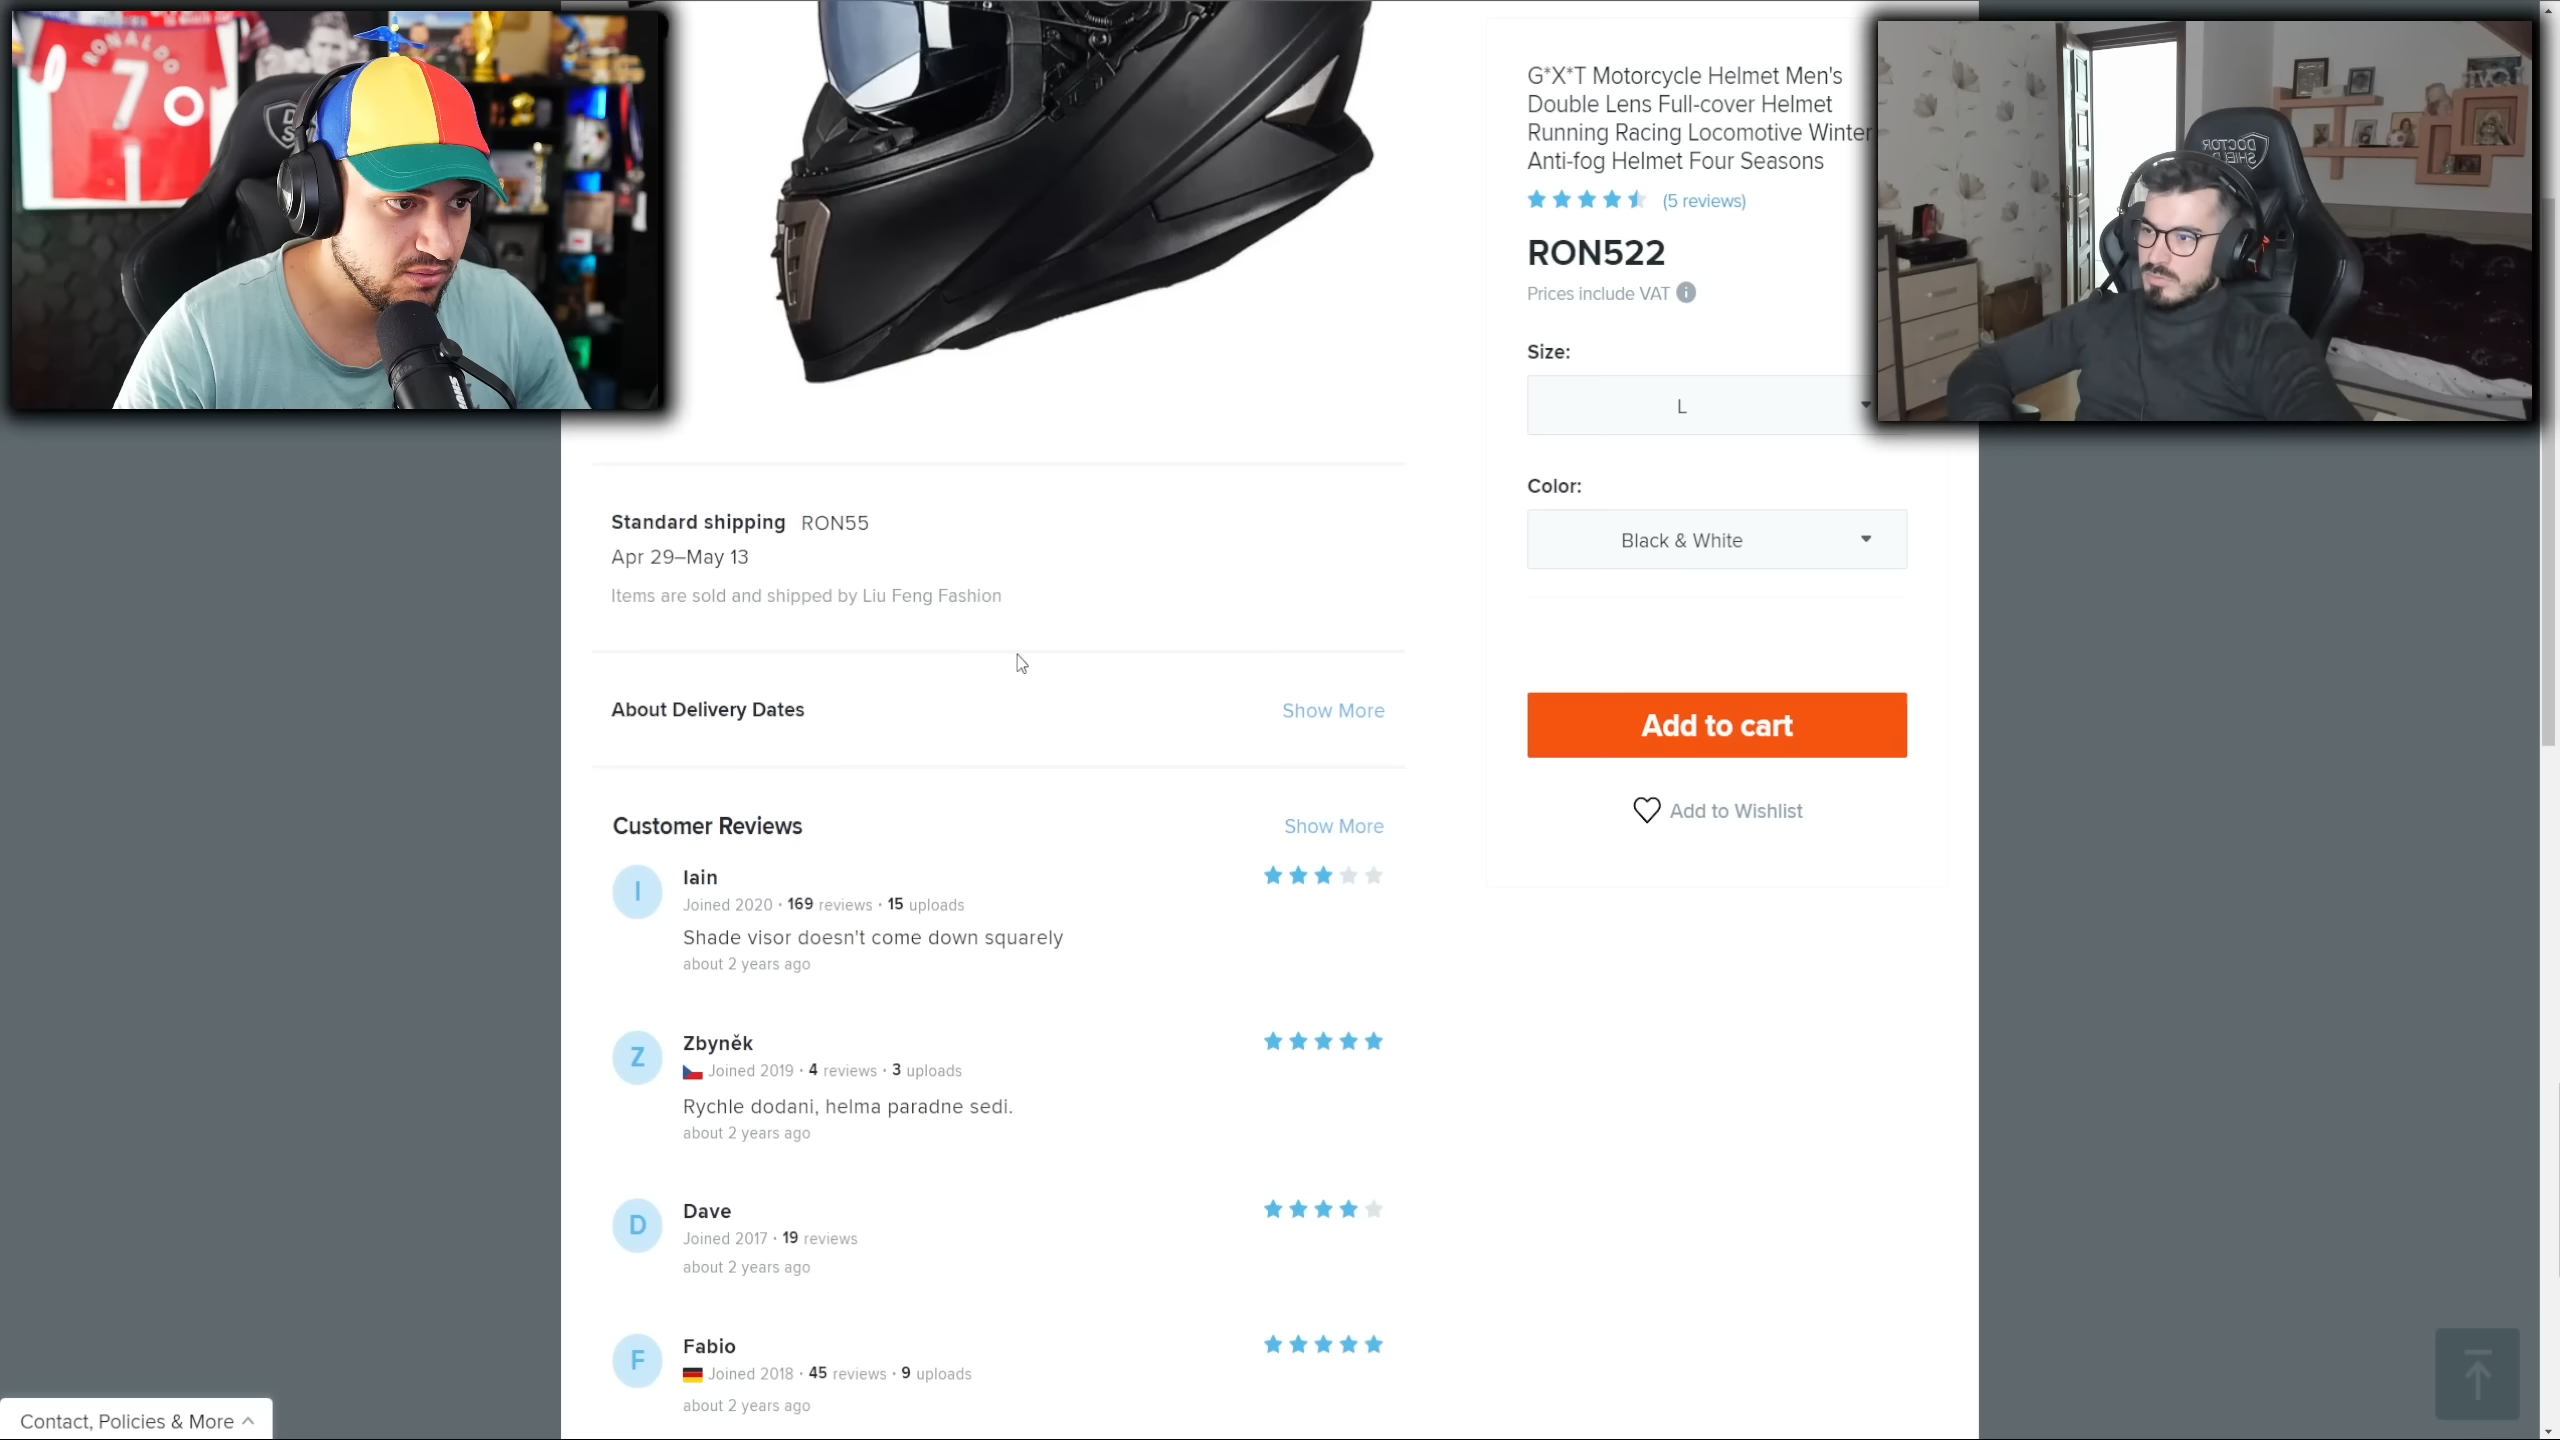 RONALDO
7
G*X*T Motorcycle Helmet Men's
Double Lens Full-cover Helmet
Running Racing Locomotive Winter
Anti-fog Helmet Four Seasons
(5 reviews)
RON522
Prices include VAT
Size:
L
Color:
Black & White
Add to cart
Add to Wishlist
DOCTOR
SHIELD
Standard shipping RON55
Apr 29–May 13
Items are sold and shipped by Liu Feng Fashion
About Delivery Dates Show More
Customer Reviews Show More
I
Iain
Joined 2020 · 169 reviews · 15 uploads
Shade visor doesn't come down squarely
about 2 years ago
Z
Zbyněk
Joined 2019 · 4 reviews · 3 uploads
Rychle dodani, helma paradne sedi.
about 2 years ago
D
Dave
Joined 2017 · 19 reviews
about 2 years ago
F
Fabio
Joined 2018 · 45 reviews · 9 uploads
about 2 years ago
Contact, Policies & More